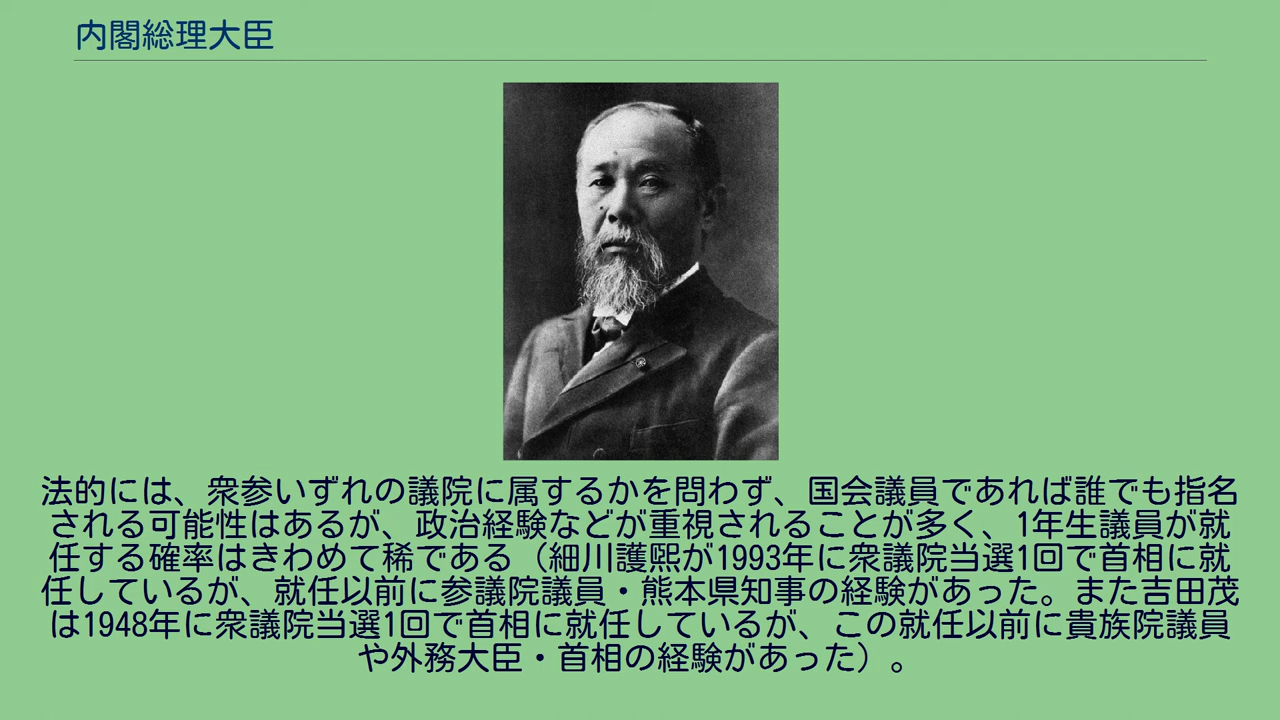 内閣総理大臣
法的には、衆参いずれの議院に属するかを問わず、国会議員であれば誰でも指名
される可能性はあるが、政治経験などが重視されることが多く、1年生議員が就
任する確率はきわめて稀である（細川護熙が1993年に衆議院当選1回で首相に就
任しているが、就任以前に参議院議員・熊本県知事の経験があった。また吉田茂
は1948年に衆議院当選1回で首相に就任しているが、この就任以前に貴族院議員
や外務大臣・首相の経験があった）。